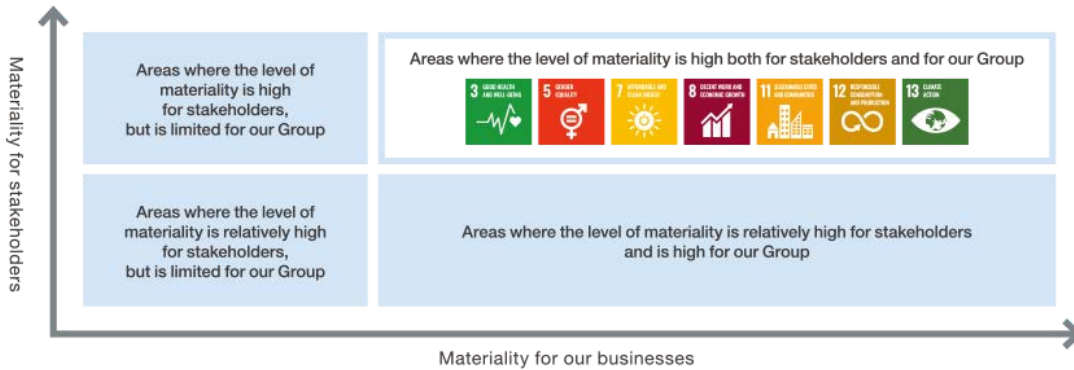 Materiality for stakeholders
Areas where the level of
materiality is high
for stakeholders,
but is limited for our Group
Areas where the level of materiality is high both for stakeholders and for our Group
3 GOOD HEALTH
AND WELL-BEING
5 GENDER
EQUALITY
7 AFFORDABLE AND
CLEAN ENERGY
8 DECENT WORK AND
ECONOMIC GROWTH
11 SUSTAINABLE CITIES
AND COMMUNITIES
12 RESPONSIBLE
CONSUMPTION
AND PRODUCTION
13 CLIMATE
ACTION
Areas where the level of
materiality is relatively high
for stakeholders,
but is limited for our Group
Areas where the level of materiality is relatively high for stakeholders
and is high for our Group
Materiality for our businesses